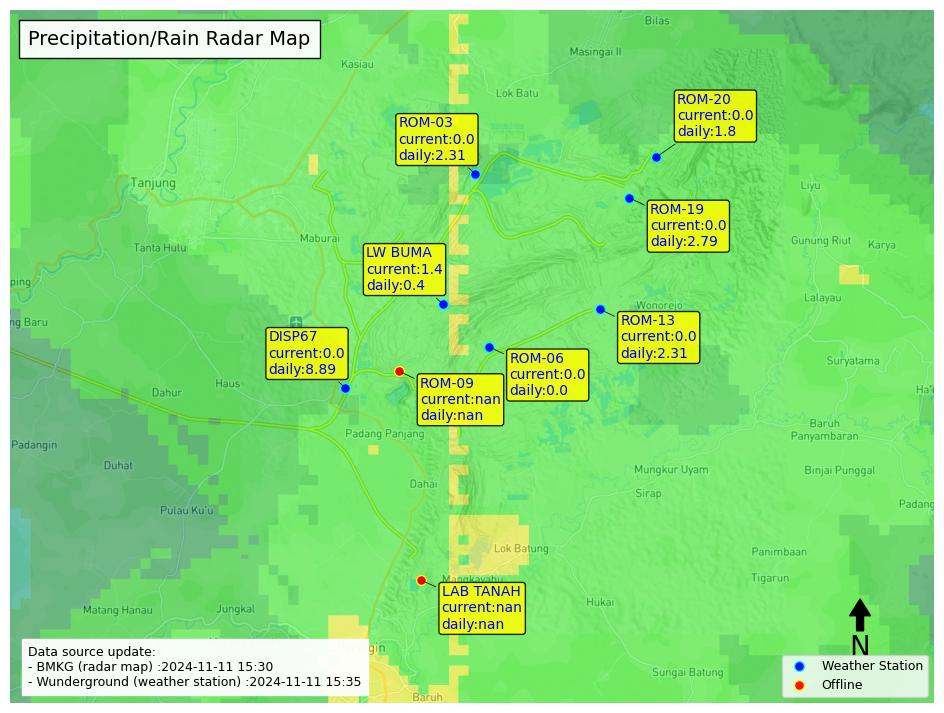 Precipitation/Rain Radar Map
Bilas
Masingai II
Kasiau
Lok Batu
ROM-20
current:0.0
daily:1.8
ROM-03
current:0.0
daily:2.31
Tanjung
Liyu
ROM-19
current:0.0
daily:2.79
Maburai
Tanta Hulu
Gunung Riut
Karya
LW BUMA
current:1.4
daily:0.4
ping
Lalayau
Wonorejo
ng Baru
ROM-13
current:0.0
daily:2.31
DISP67
current:0.0
daily:8.89
ROM-06
current:0.0
daily:0.0
Suryatama
ROM-09
current:nan
daily:nan
Haus
Dahur
Ha'u
Baruh
Panyambaran
Padang Panjang
Padangin
Duhat
Mungkur Uyam
Binjai Punggal
Dahai
Sirap
Pulau Ku'u
Padang
Lok Batung
Panimbaan
Mangkayahu
Tigarun
LAB TANAH
current:nan
daily:nan
Hukai
Matang Hanau
Jungkal
N
Sungai Batung
Baruh
Data source update:
- BMKG (radar map) :2024-11-11 15:30
- Wunderground (weather station) :2024-11-11 15:35
Weather Station
Offline